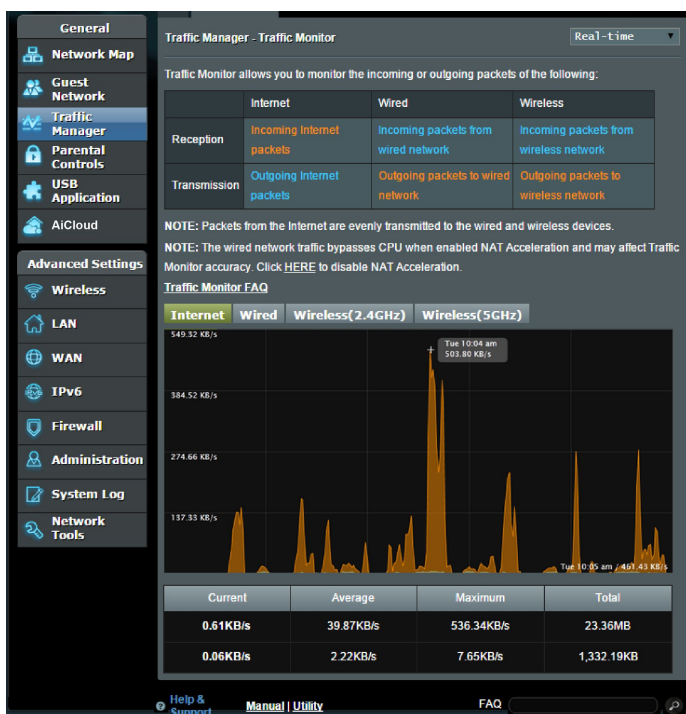 General
Network Map
Guest
Network
Traffic
Manager
Parental
Controls
USB
Application
AiCloud
Advanced Settings
Wireless
LAN
WAN
IPv6
Firewall
Administration
System Log
Network
Tools
Traffic Manager - Traffic Monitor
Real-time
Traffic Monitor allows you to monitor the incoming or outgoing packets of the following:
Internet Wired Wireless
Reception
Incoming Internet
packets
Incoming packets from
wired network
Incoming packets from
wireless network
Transmission
Outgoing Internet
packets
Outgoing packets to wired
network
Outgoing packets to
wireless network
NOTE: Packets from the Internet are evenly transmitted to the wired and wireless devices.
NOTE: The wired network traffic bypasses CPU when enabled NAT Acceleration and may affect Traffic
Monitor accuracy. Click HERE to disable NAT Acceleration.
Traffic Monitor FAQ
Internet Wired Wireless(2.4GHz) Wireless(5GHz)
549.32 KB/s
Tue 10:04 am
503.80 KB/s
384.52 KB/s
274.66 KB/s
137.33 KB/s
Tue 10:05 am / 461.43 KB/s
Current Average Maximum Total
0.61KB/s 39.87KB/s 536.34KB/s 23.36MB
0.06KB/s 2.22KB/s 7.65KB/s 1,332.19KB
Help &
Support
Manual | Utility
FAQ